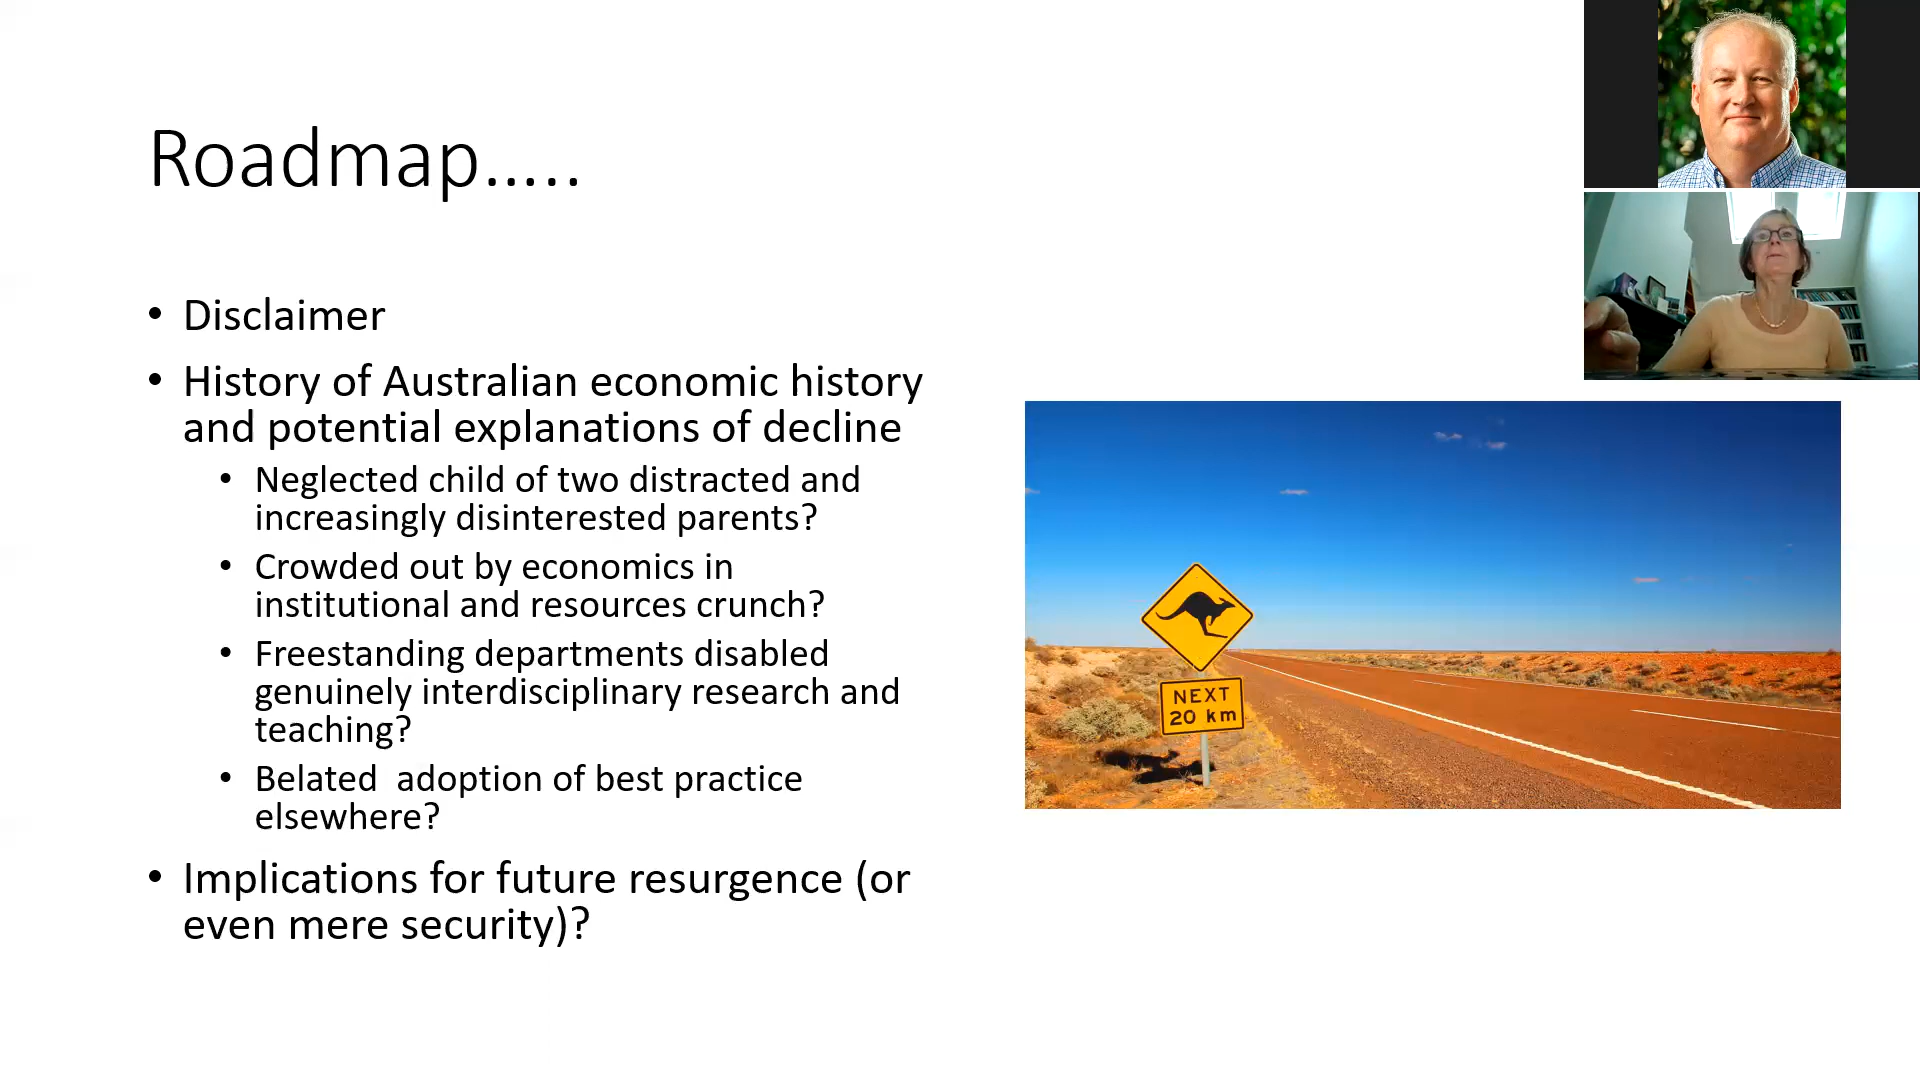 Roadmap.....
• Disclaimer
• History of Australian economic history
and potential explanations of decline
• Neglected child of two distracted and
increasingly disinterested parents?
• Crowded out by economics in
institutional and resources crunch?
• Freestanding departments disabled
genuinely interdisciplinary research and
teaching?
• Belated  adoption of best practice
elsewhere?
• Implications for future resurgence (or
even mere security)?
NEXT
20 km